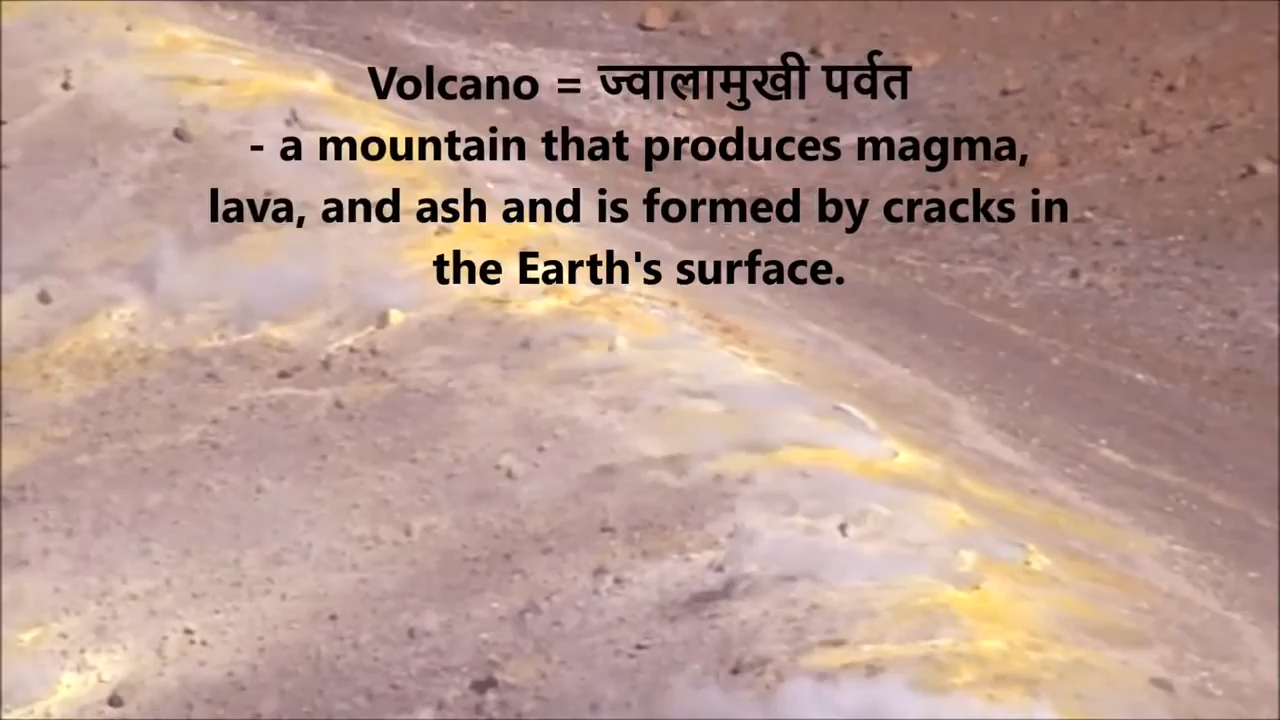 Volcano = ज्वालामुखी पर्वत
- a mountain that produces magma,
lava, and ash and is formed by cracks in
the Earth's surface.